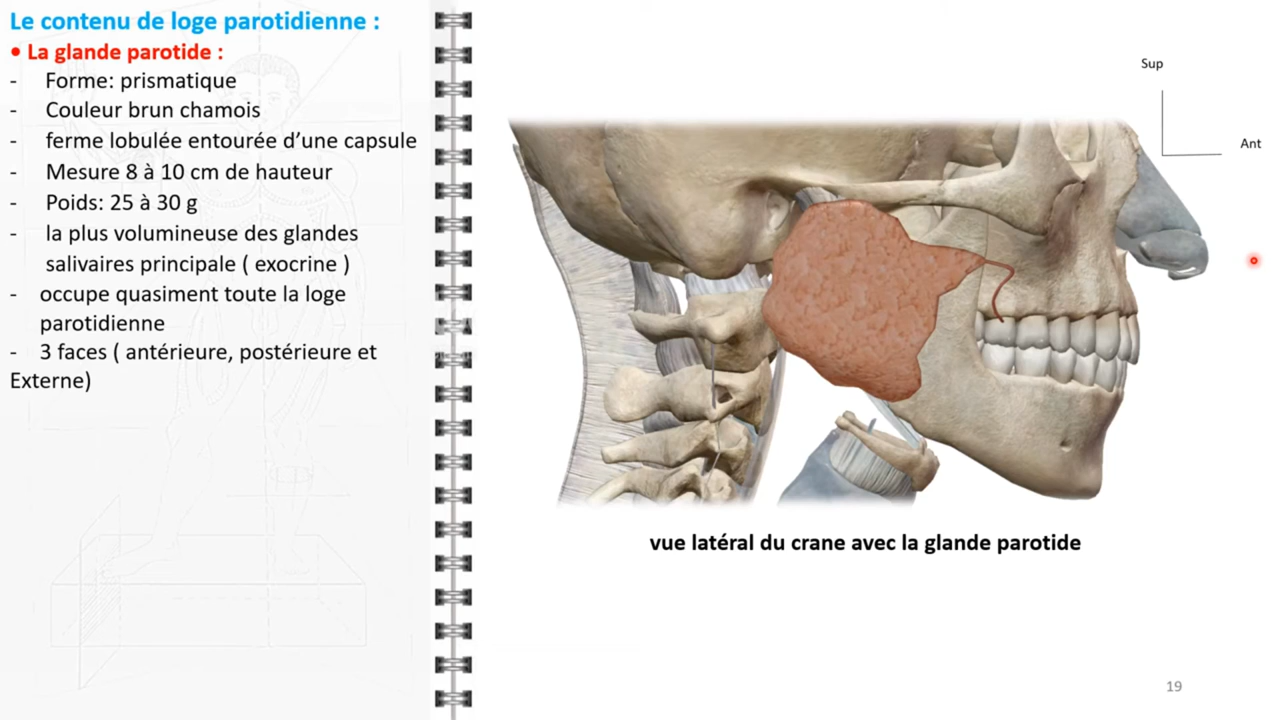 Le contenu de loge parotidienne :
• La glande parotide :
- Forme: prismatique
- Couleur brun chamois
- ferme lobulée entourée d’une capsule
- Mesure 8 à 10 cm de hauteur
- Poids: 25 à 30 g
- la plus volumineuse des glandes
salivaires principale ( exocrine )
- occupe quasiment toute la loge
parotidienne
- 3 faces ( antérieure, postérieure et
Externe)
Sup
Ant
vue latéral du crane avec la glande parotide
19